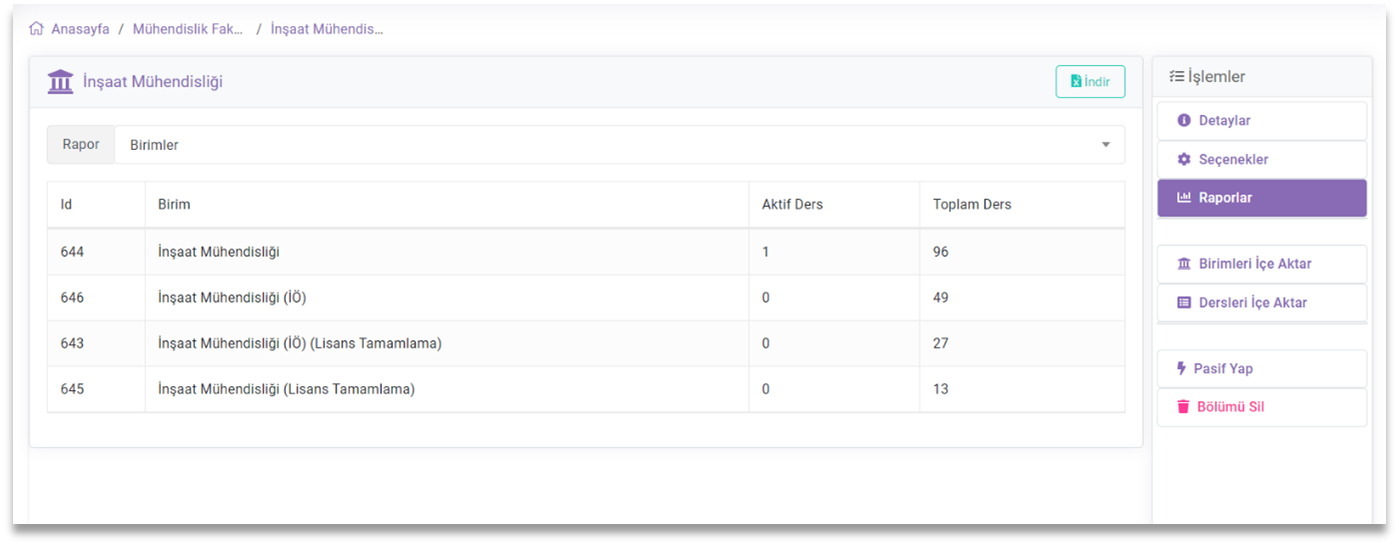 Anasayfa / Mühendislik Fak... / İnşaat Mühendis...
İnşaat Mühendisliği
İndir
Rapor Birimler
Id Birim Aktif Ders Toplam Ders
644 İnşaat Mühendisliği 1 96
646 İnşaat Mühendisliği (İÖ) 0 49
643 İnşaat Mühendisliği (İÖ) (Lisans Tamamlama) 0 27
645 İnşaat Mühendisliği (Lisans Tamamlama) 0 13
İşlemler
Detaylar
Seçenekler
Raporlar
Birimleri İçe Aktar
Dersleri İçe Aktar
Pasif Yap
Bölümü Sil